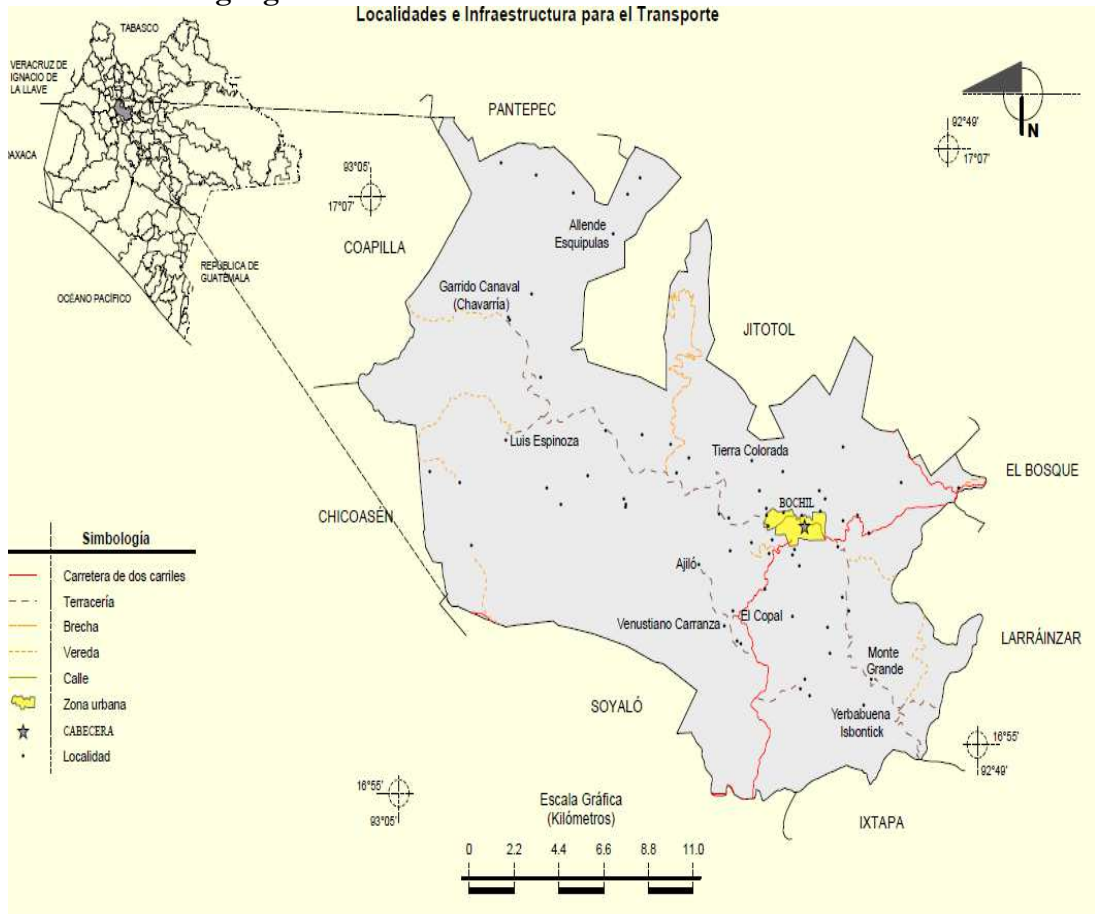 Localidades e Infraestructura para el Transporte
TABASCO
VERACRUZ DE
IGNACIO DE
LA LLAVE
OAXACA
REPÚBLICA DE
GUATEMALA
OCÉANO PACÍFICO
N
92°49'
17°07'
93°05'
17°07'
PANTEPEC
COAPILLA
Allende
Esquipulas
Garrido Canaval
(Chavarría)
JITOTOL
Luis Espinoza
Tierra Colorada
EL BOSQUE
BOCHIL
CHICOASÉN
Ajiló
Venustiano Carranza
El Copal
LARRÁINZAR
Monte
Grande
SOYALÓ
Yerbabuena
Isbontick
16°55'
92°49'
16°55'
93°05'
IXTAPA
Simbología
Carretera de dos carriles
Terracería
Brecha
Vereda
Calle
Zona urbana
CABECERA
Localidad
Escala Gráfica
(Kilómetros)
0 2.2 4.4 6.6 8.8 11.0